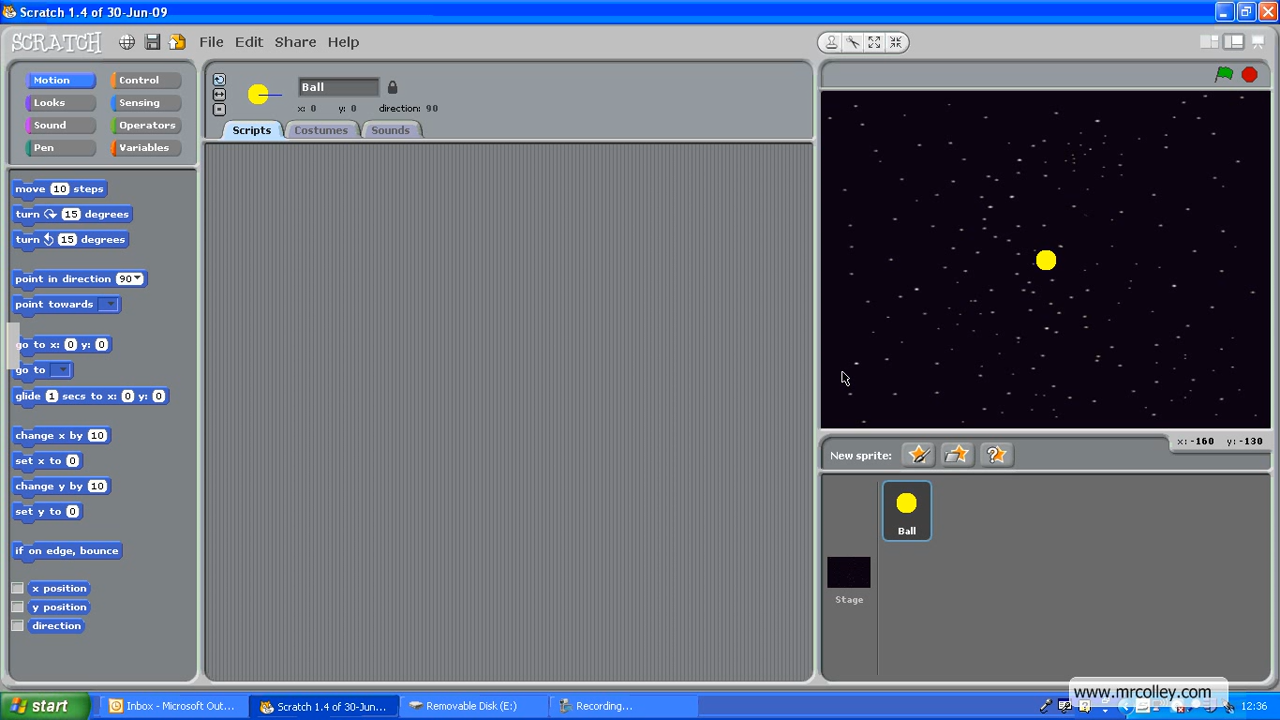 Scratch 1.4 of 30-Jun-09
SCRATCH
File Edit Share Help
Motion Control
Looks Sensing
Sound Operators
Pen Variables
Ball
x: 0 y: 0 direction: 90
Scripts Costumes Sounds
move 10 steps
turn 15 degrees
turn 15 degrees
point in direction 90
point towards
go to x: 0 y: 0
go to
glide 1 secs to x: 0 y: 0
change x by 10
set x to 0
change y by 10
set y to 0
if on edge, bounce
x position
y position
direction
x: -160 y: -130
New sprite:
Ball
Stage
www.mrcolley.com
start
Inbox - Microsoft Out...
Scratch 1.4 of 30-Jun...
Removable Disk (E:)
Recording...
12:36